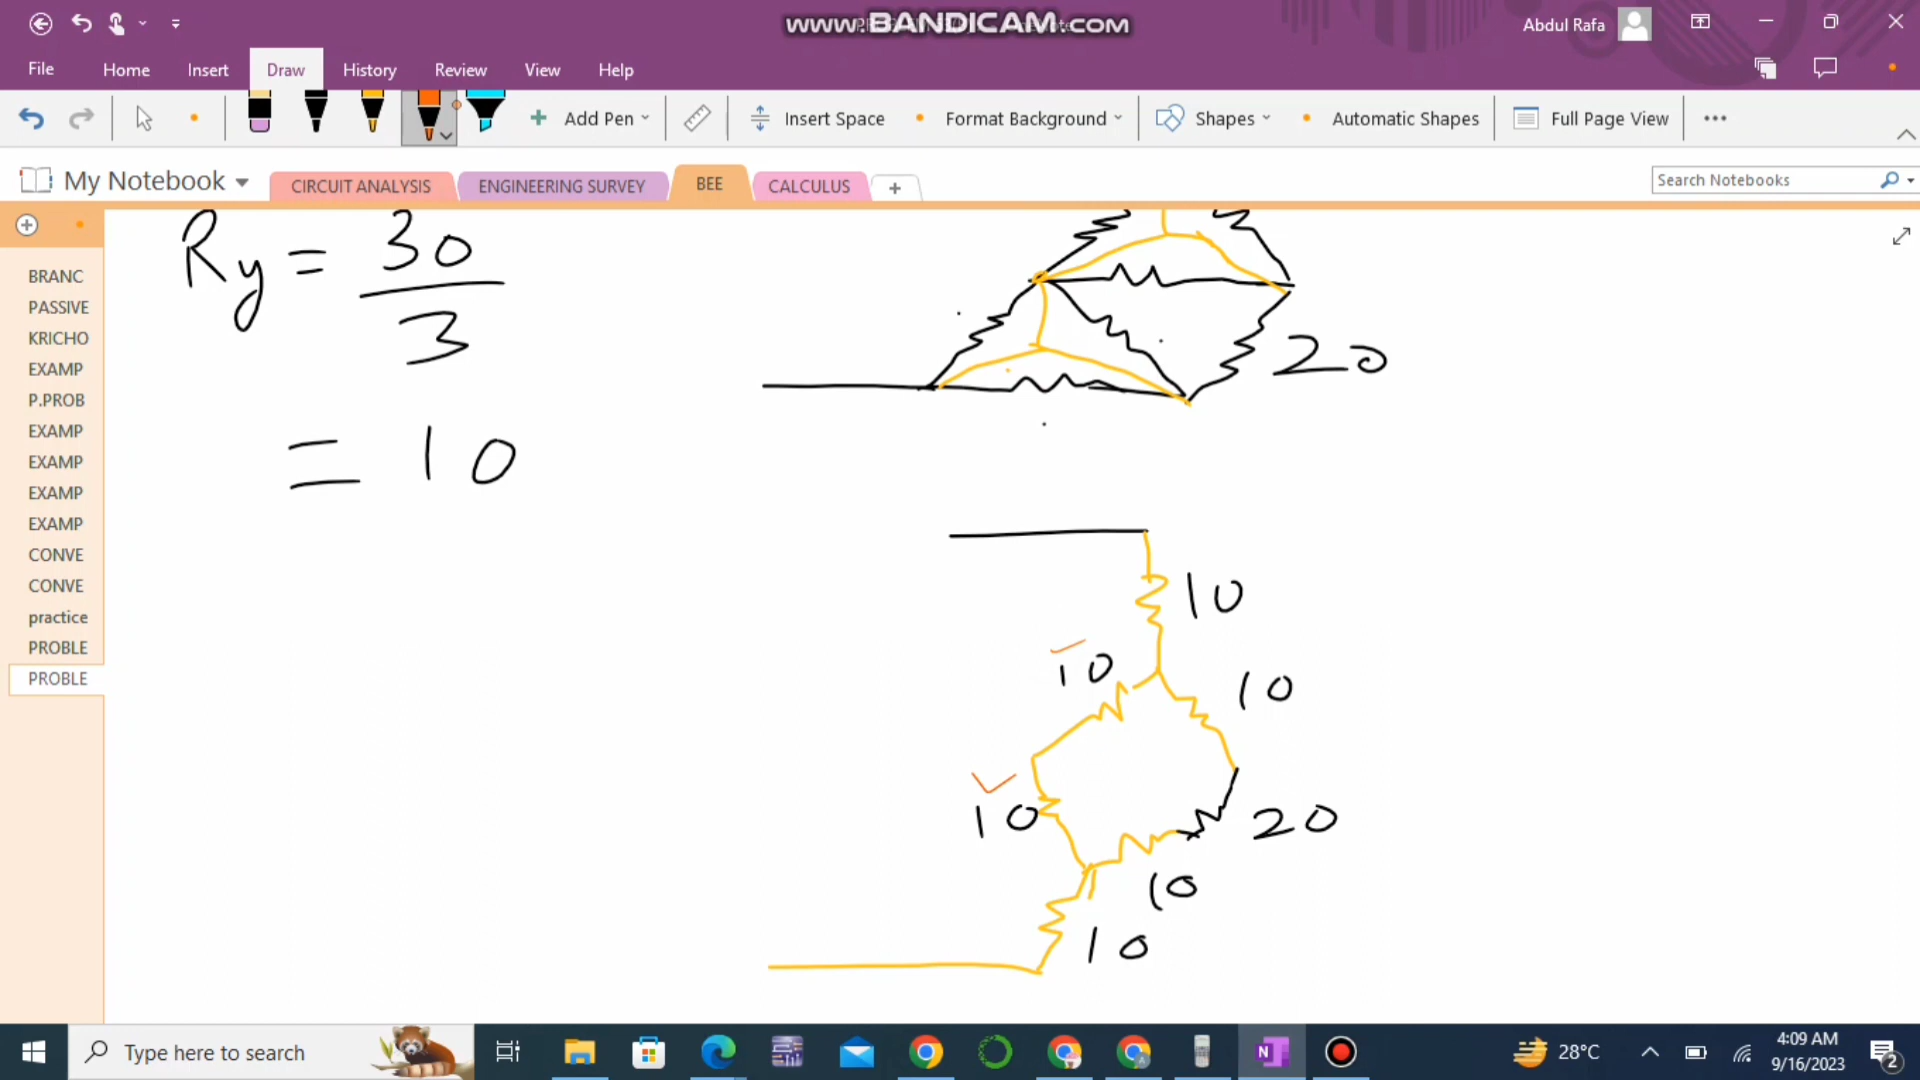 www.BANDICAM.com
Abdul Rafa
File Home Insert Draw History Review View Help
Add Pen Insert Space Format Background Shapes Automatic Shapes Full Page View
My Notebook CIRCUIT ANALYSIS ENGINEERING SURVEY BEE CALCULUS +
Search Notebooks
BRANC
PASSIVE
KRICHO
EXAMP
P.PROB
EXAMP
EXAMP
EXAMP
EXAMP
CONVE
CONVE
practice
PROBLE
PROBLE
Ry = 30
3
= 10
20
10
10
10
10
20
10
10
Type here to search
28°C
4:09 AM
9/16/2023
2